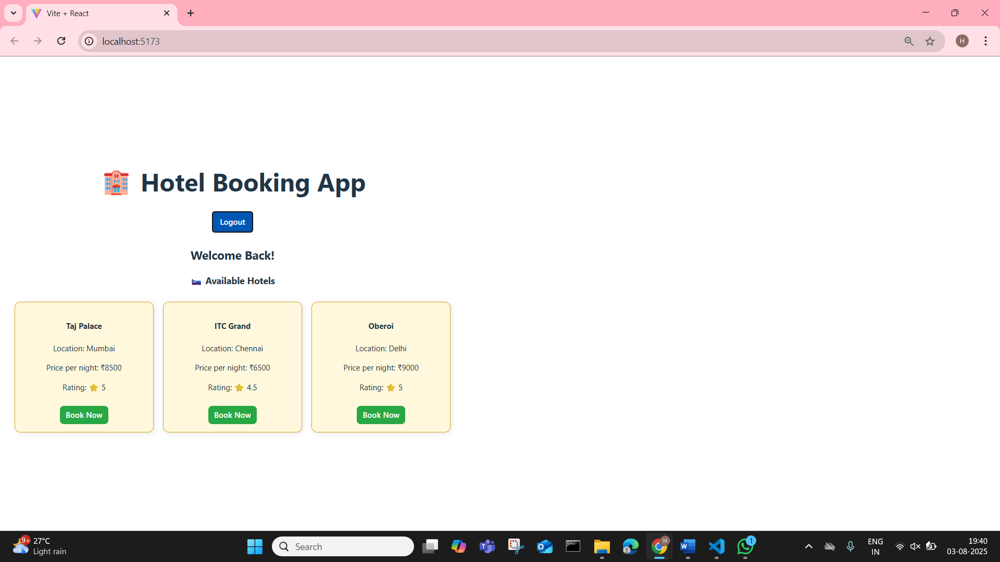 Vite + React
localhost:5173
H
H
Hotel Booking App
Logout
Welcome Back!
Available Hotels
Taj Palace
Location: Mumbai
Price per night: ₹8500
Rating: ⭐ 5
Book Now
ITC Grand
Location: Chennai
Price per night: ₹6500
Rating: ⭐ 4.5
Book Now
Oberoi
Location: Delhi
Price per night: ₹9000
Rating: ⭐ 5
Book Now
9+
27°C
Light rain
Search
T
O
H
W
1
ENG
IN
19:40
03-08-2025